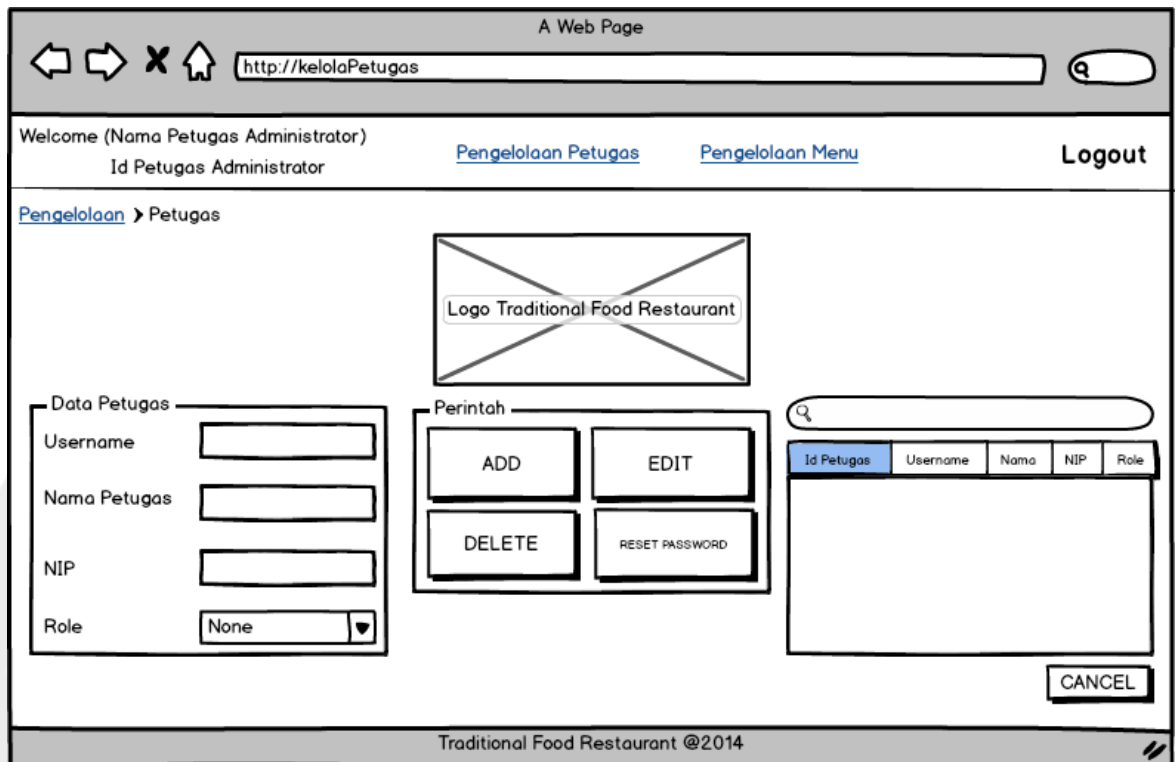 A Web Page
http://kelolaPetugas
Welcome (Nama Petugas Administrator)
Id Petugas Administrator
Pengelolaan Petugas
Pengelolaan Menu
Logout
Pengelolaan > Petugas
Logo Traditional Food Restaurant
Data Petugas
Username
Nama Petugas
NIP
Role
None
Perintah
ADD
EDIT
DELETE
RESET PASSWORD
Id Petugas Username Nama NIP Role
CANCEL
Traditional Food Restaurant @2014